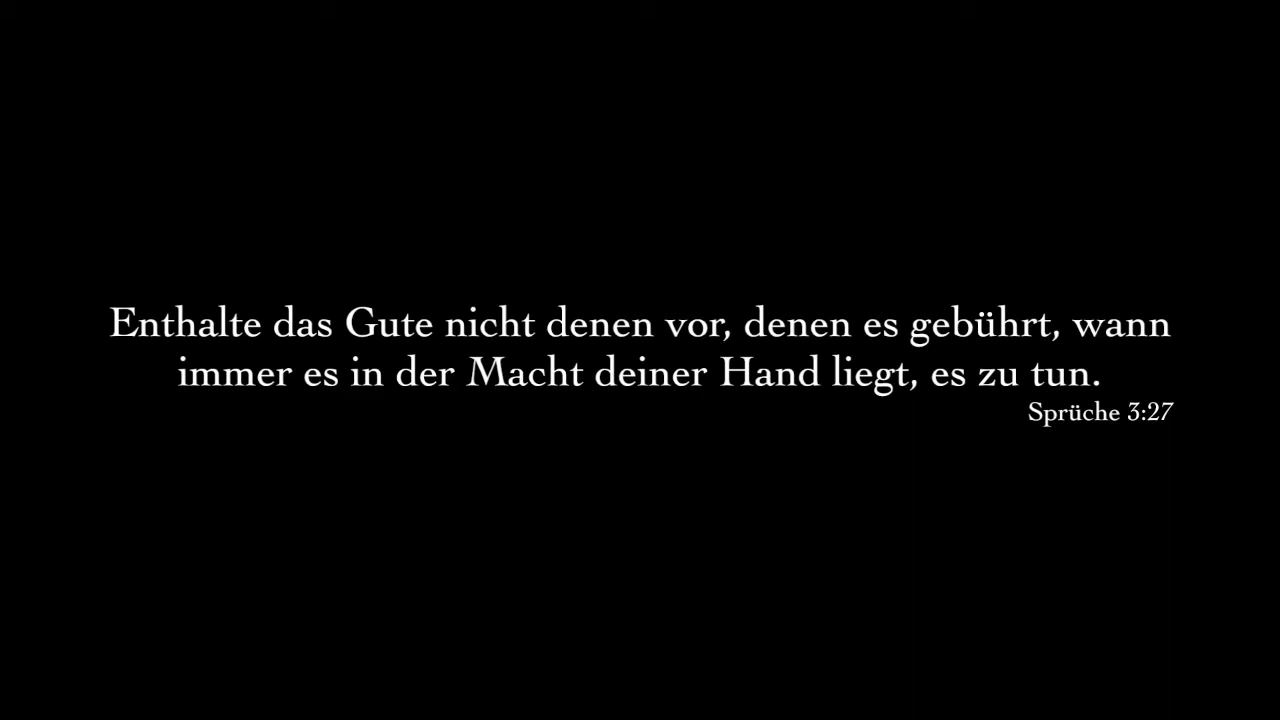 Enthalte das Gute nicht denen vor, denen es gebührt, wann
immer es in der Macht deiner Hand liegt, es zu tun.
Sprüche 3:27